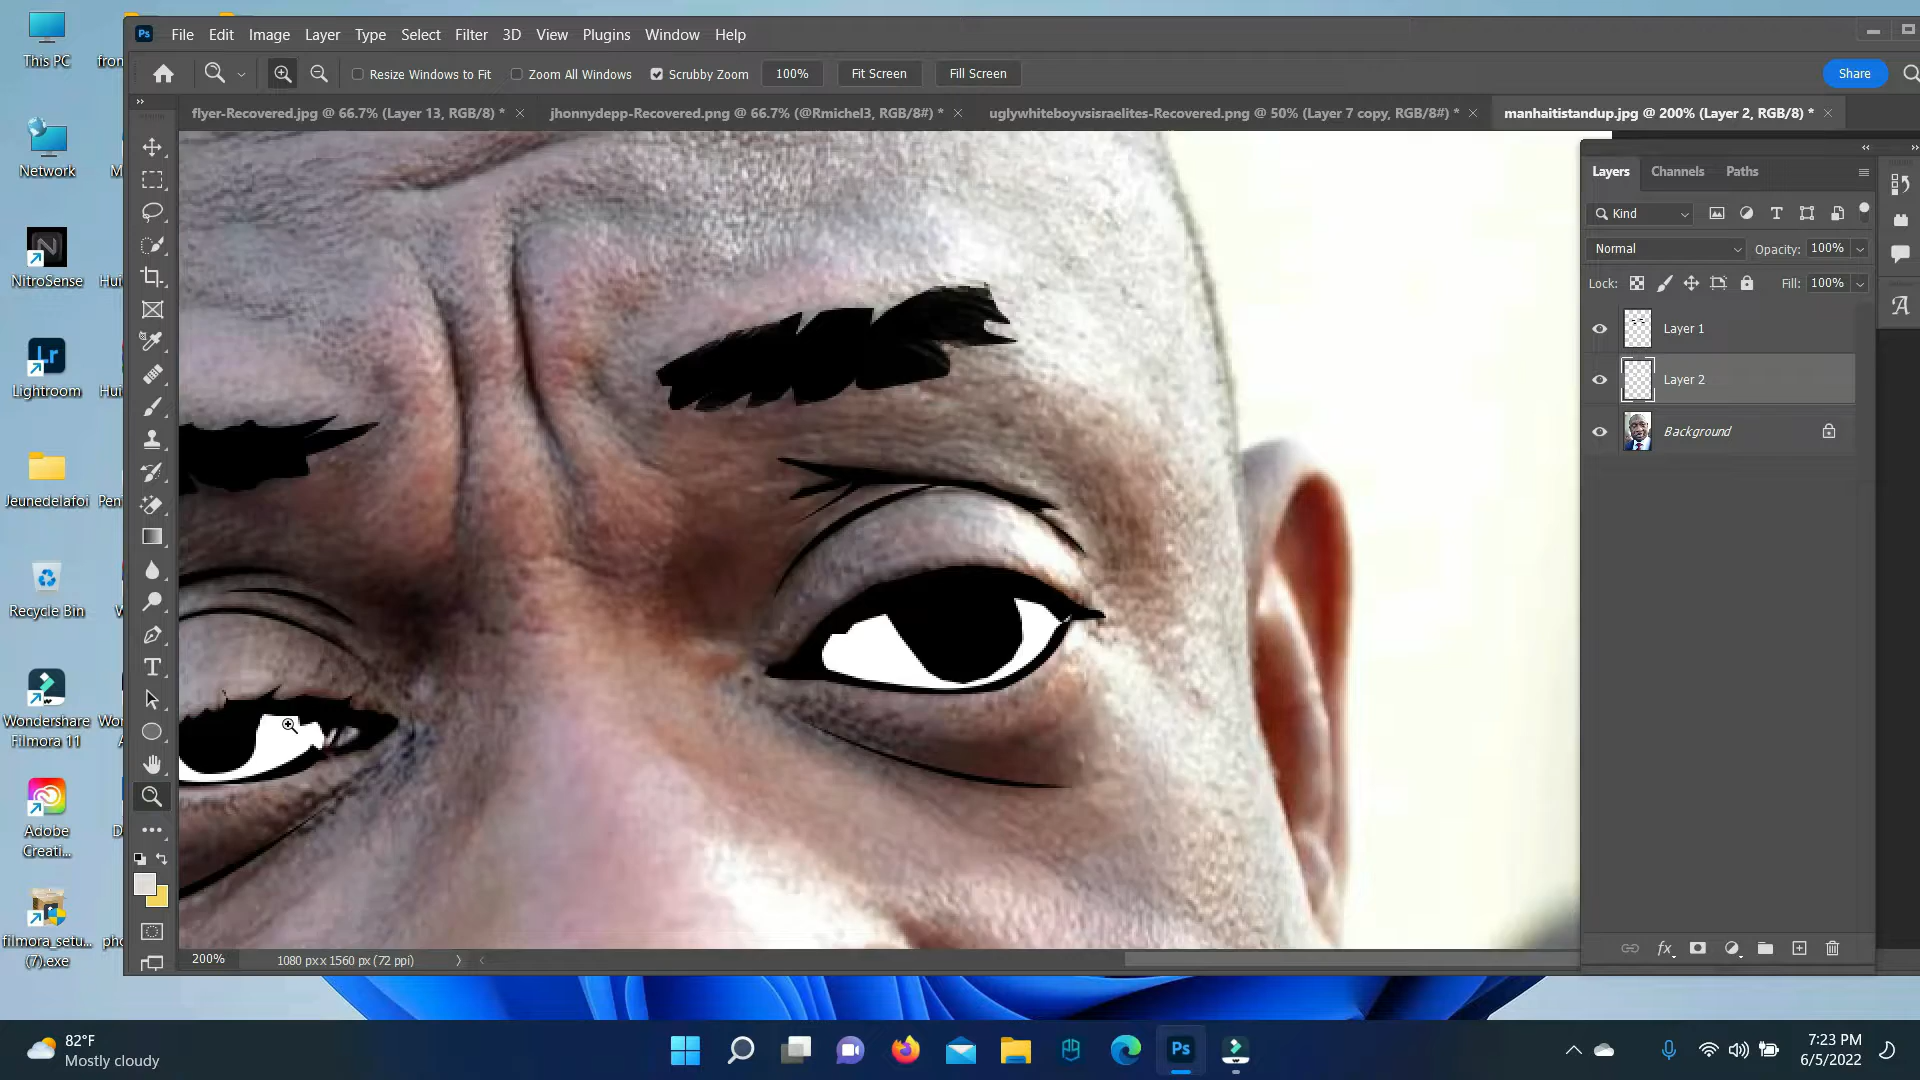 This PC
Network
NitroSense
Lightroom
Jeunedelafoi
Recycle Bin
Wondershare
Filmora 11
Adobe
Creati...
filmora_setu...
(7).exe
Ps
File Edit Image Layer Type Select Filter 3D View Plugins Window Help
Resize Windows to Fit Zoom All Windows Scrubby Zoom 100% Fit Screen Fill Screen Share
flyer-Recovered.jpg @ 66.7% (Layer 13, RGB/8) * jhonnydepp-Recovered.png @ 66.7% (@Rmichel3, RGB/8#) * uglywhiteboyvsisraelites-Recovered.png @ 50% (Layer 7 copy, RGB/8#) * manhaitistandup.jpg @ 200% (Layer 2, RGB/8) *
Layers Channels Paths
Kind
Normal Opacity: 100%
Lock: Fill: 100%
Layer 1
Layer 2
Background
fx
200% 1080 px x 1560 px (72 ppi)
82°F
Mostly cloudy
Ps
7:23 PM
6/5/2022